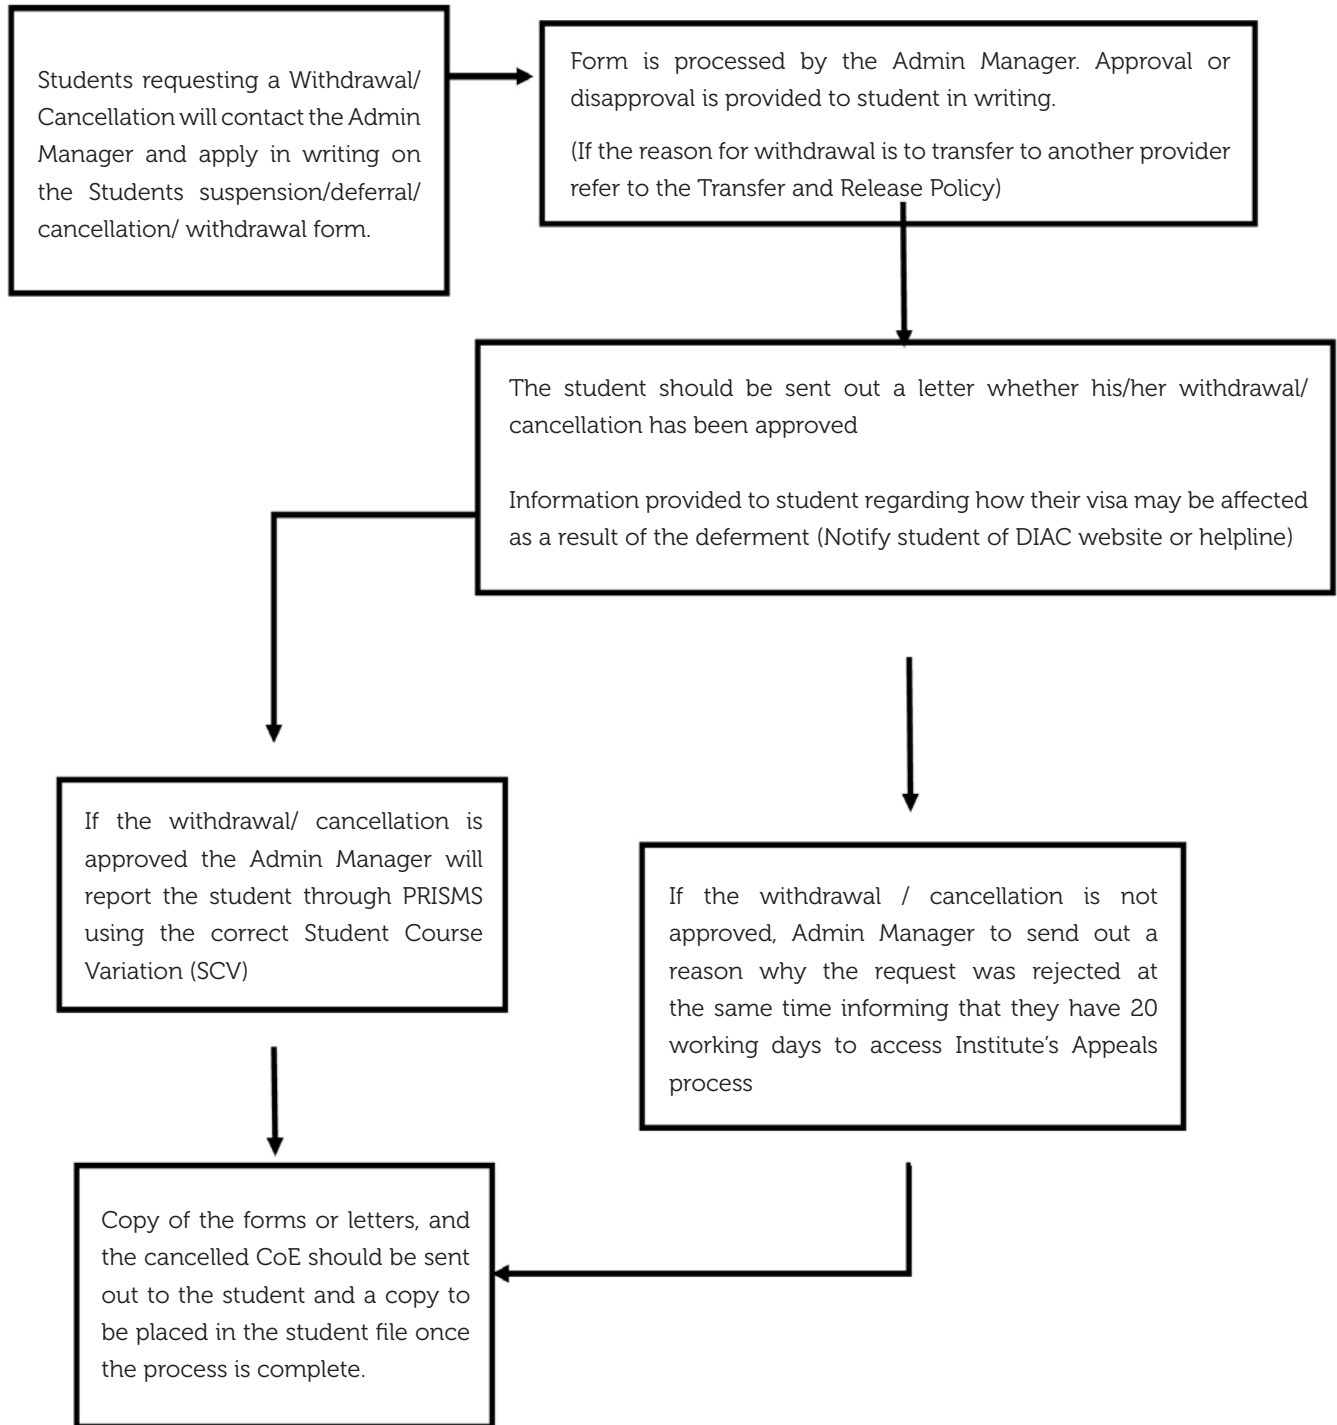 Students requesting a Withdrawal/
Cancellation will contact the Admin
Manager and apply in writing on
the Students suspension/deferral/
cancellation/ withdrawal form.
Form is processed by the Admin Manager. Approval or
disapproval is provided to student in writing.
(If the reason for withdrawal is to transfer to another provider
refer to the Transfer and Release Policy)
The student should be sent out a letter whether his/her withdrawal/
cancellation has been approved
Information provided to student regarding how their visa may be affected
as a result of the deferment (Notify student of DIAC website or helpline)
If the withdrawal/ cancellation is
approved the Admin Manager will
report the student through PRISMS
using the correct Student Course
Variation (SCV)
If the withdrawal / cancellation is not
approved, Admin Manager to send out a
reason why the request was rejected at
the same time informing that they have 20
working days to access Institute’s Appeals
process
Copy of the forms or letters, and
the cancelled CoE should be sent
out to the student and a copy to
be placed in the student file once
the process is complete.